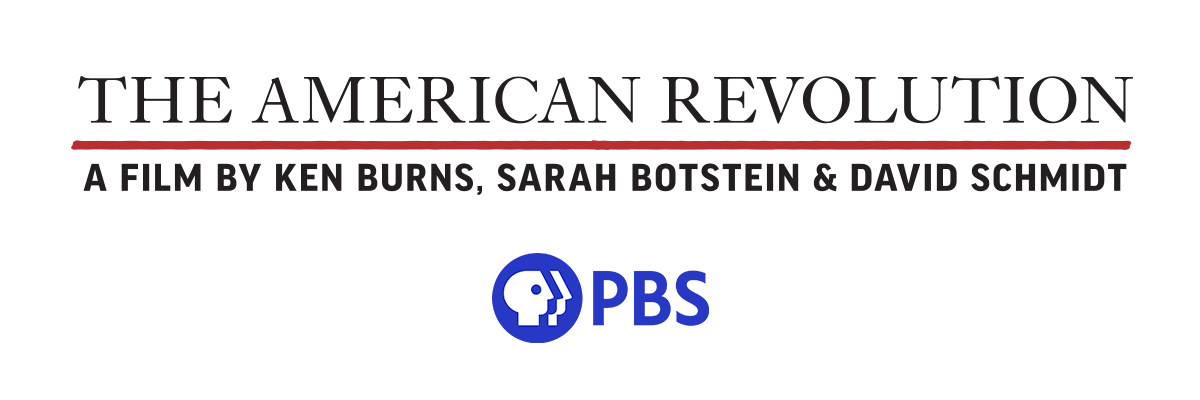 THE AMERICAN REVOLUTION
A FILM BY KEN BURNS, SARAH BOTSTEIN & DAVID SCHMIDT
PBS